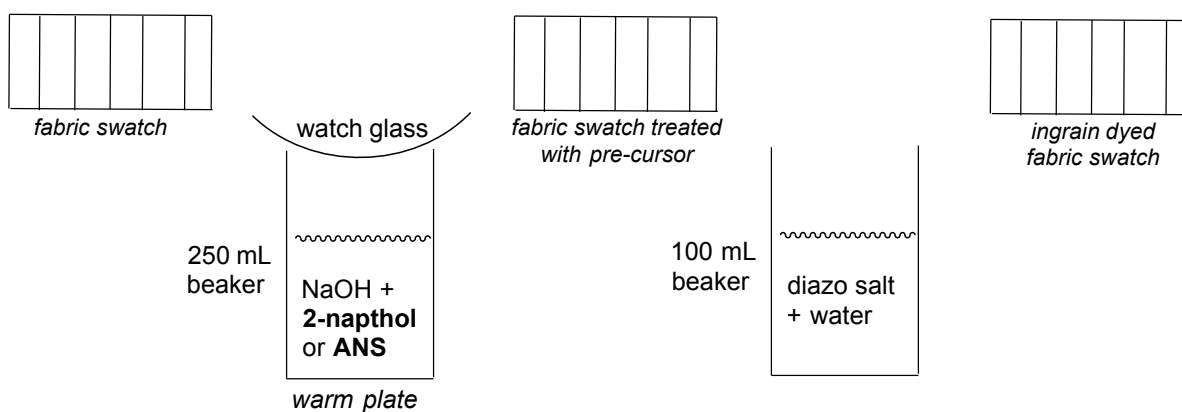 fabric swatch
watch glass
fabric swatch treated
with pre-cursor
ingrain dyed
fabric swatch
250 mL
beaker
NaOH +
2-napthol
or ANS
warm plate
100 mL
beaker
diazo salt
+ water